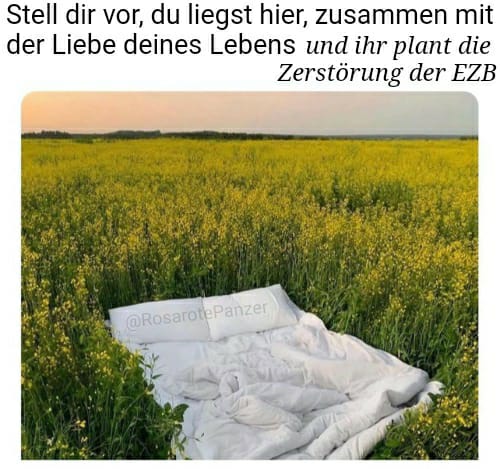 Stell dir vor, du liegst hier, zusammen mit
der Liebe deines Lebens und ihr plant die
Zerstörung der EZB
@RosarotePanzer